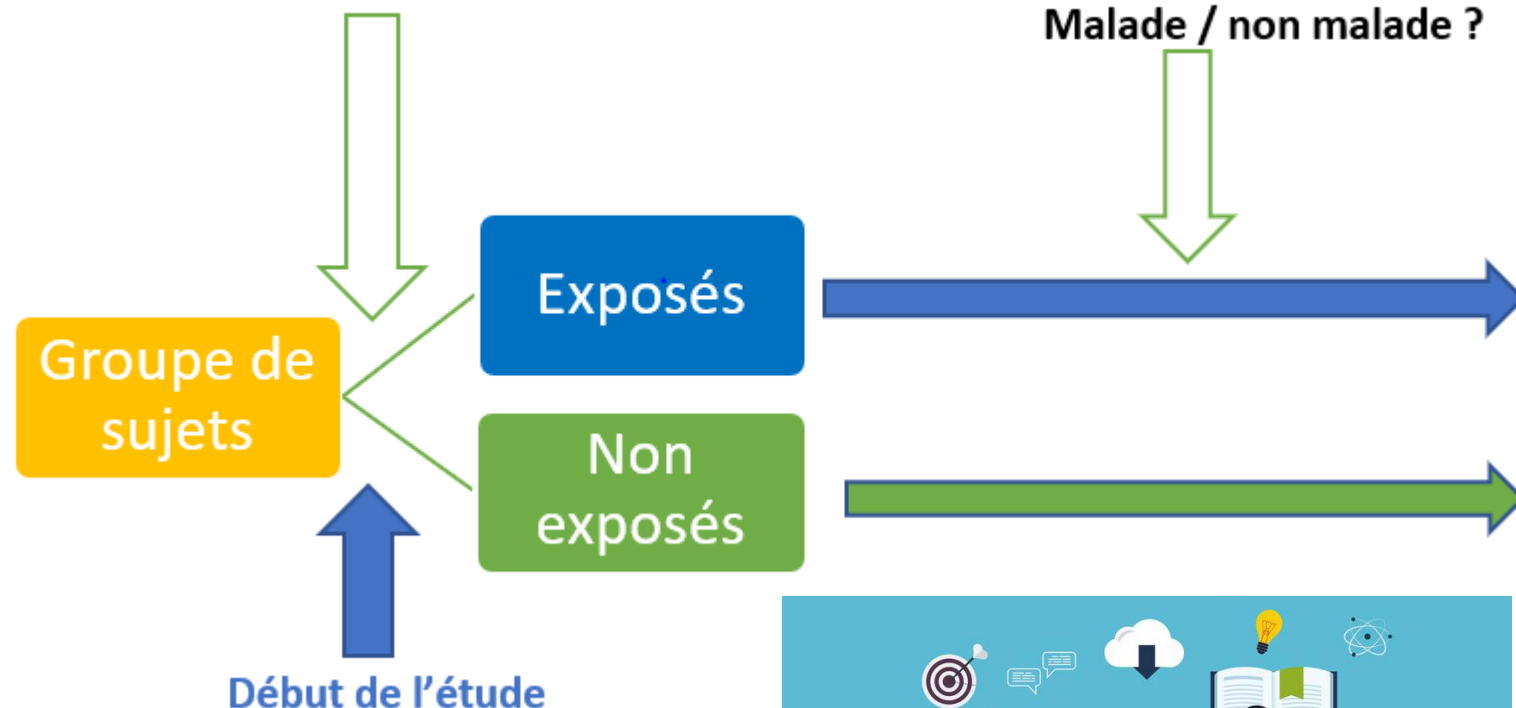 Malade / non malade ?
Exposés
Groupe de
sujets
Non
exposés
Début de l'étude